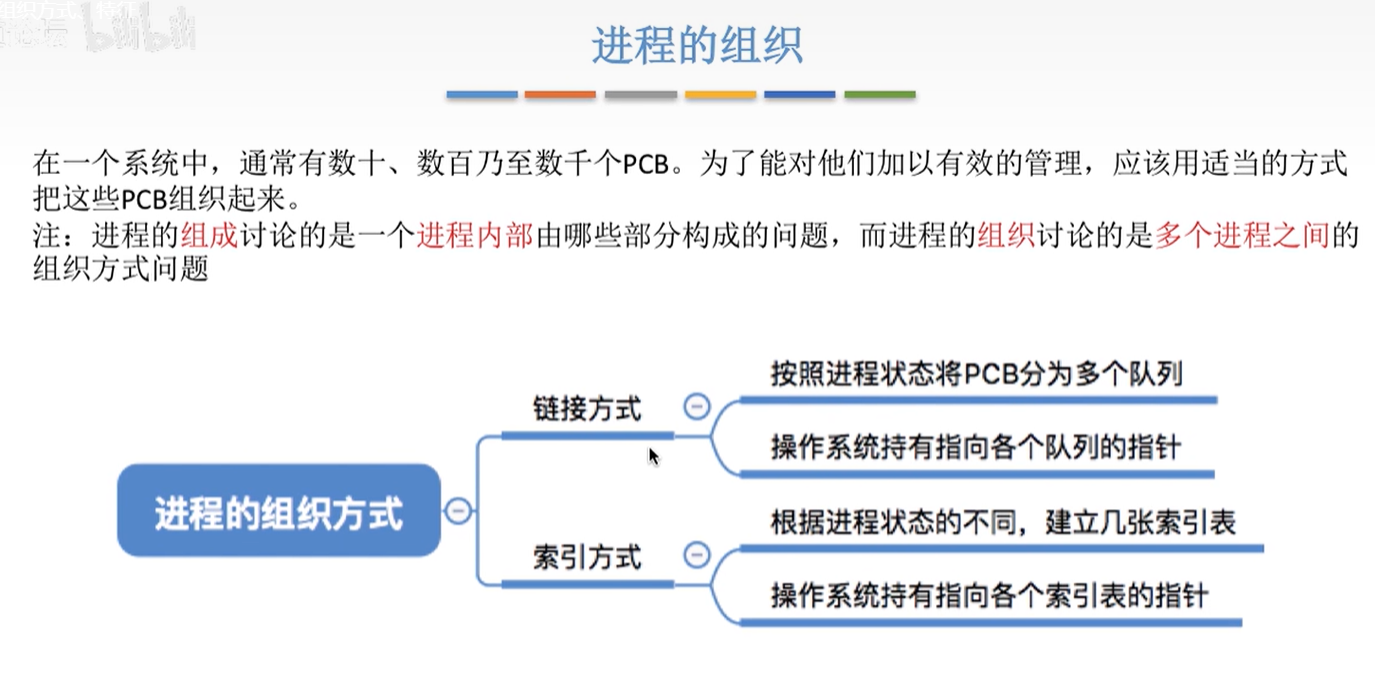 组织方式、特征
bilibili
进程的组织
在一个系统中，通常有数十、数百乃至数千个PCB。为了能对他们加以有效的管理，应该用适当的方式
把这些PCB组织起来。
注：进程的组成讨论的是一个进程内部由哪些部分构成的问题，而进程的组织讨论的是多个进程之间的
组织方式问题
按照进程状态将PCB分为多个队列
链接方式
操作系统持有指向各个队列的指针
进程的组织方式
根据进程状态的不同，建立几张索引表
索引方式
操作系统持有指向各个索引表的指针